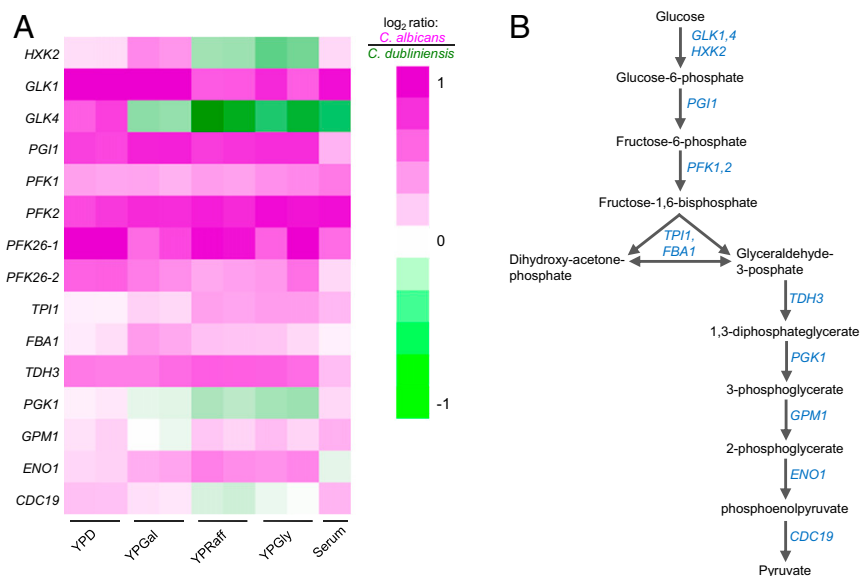 A
log2 ratio:
C. albicans
C. dubliniensis
HXK2
GLK1
GLK4
PGI1
PFK1
PFK2
PFK26-1
PFK26-2
TPI1
FBA1
TDH3
PGK1
GPM1
ENO1
CDC19
1
0
-1
YPD
YPGal
YPRaff
YPGly
Serum
B
Glucose
GLK1,4
HXK2
Glucose-6-phosphate
PGI1
Fructose-6-phosphate
PFK1,2
Fructose-1,6-bisphosphate
TPI1,
FBA1
Dihydroxy-acetone-
phosphate
Glyceraldehyde-
3-posphate
TDH3
1,3-diphosphateglycerate
PGK1
3-phosphoglycerate
GPM1
2-phosphoglycerate
ENO1
phosphoenolpyruvate
CDC19
Pyruvate